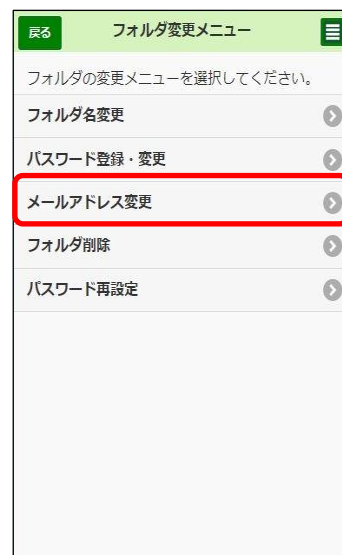 戻る フォルダ変更メニュー
フォルダの変更メニューを選択してください。
フォルダ名変更
パスワード登録・変更
メールアドレス変更
フォルダ削除
パスワード再設定